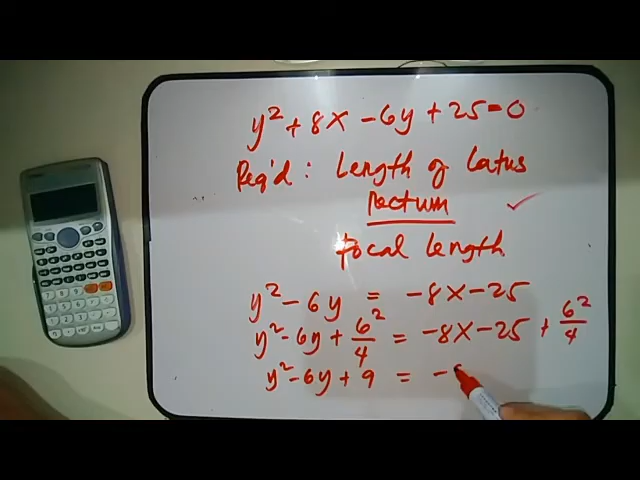 y² + 8x - 6y + 25 = 0
Req'd : Length of latus
rectum ✓
focal length
y² - 6y = -8x - 25
y² - 6y + 6²/4 = -8x - 25 + 6²/4
y² - 6y + 9 = -